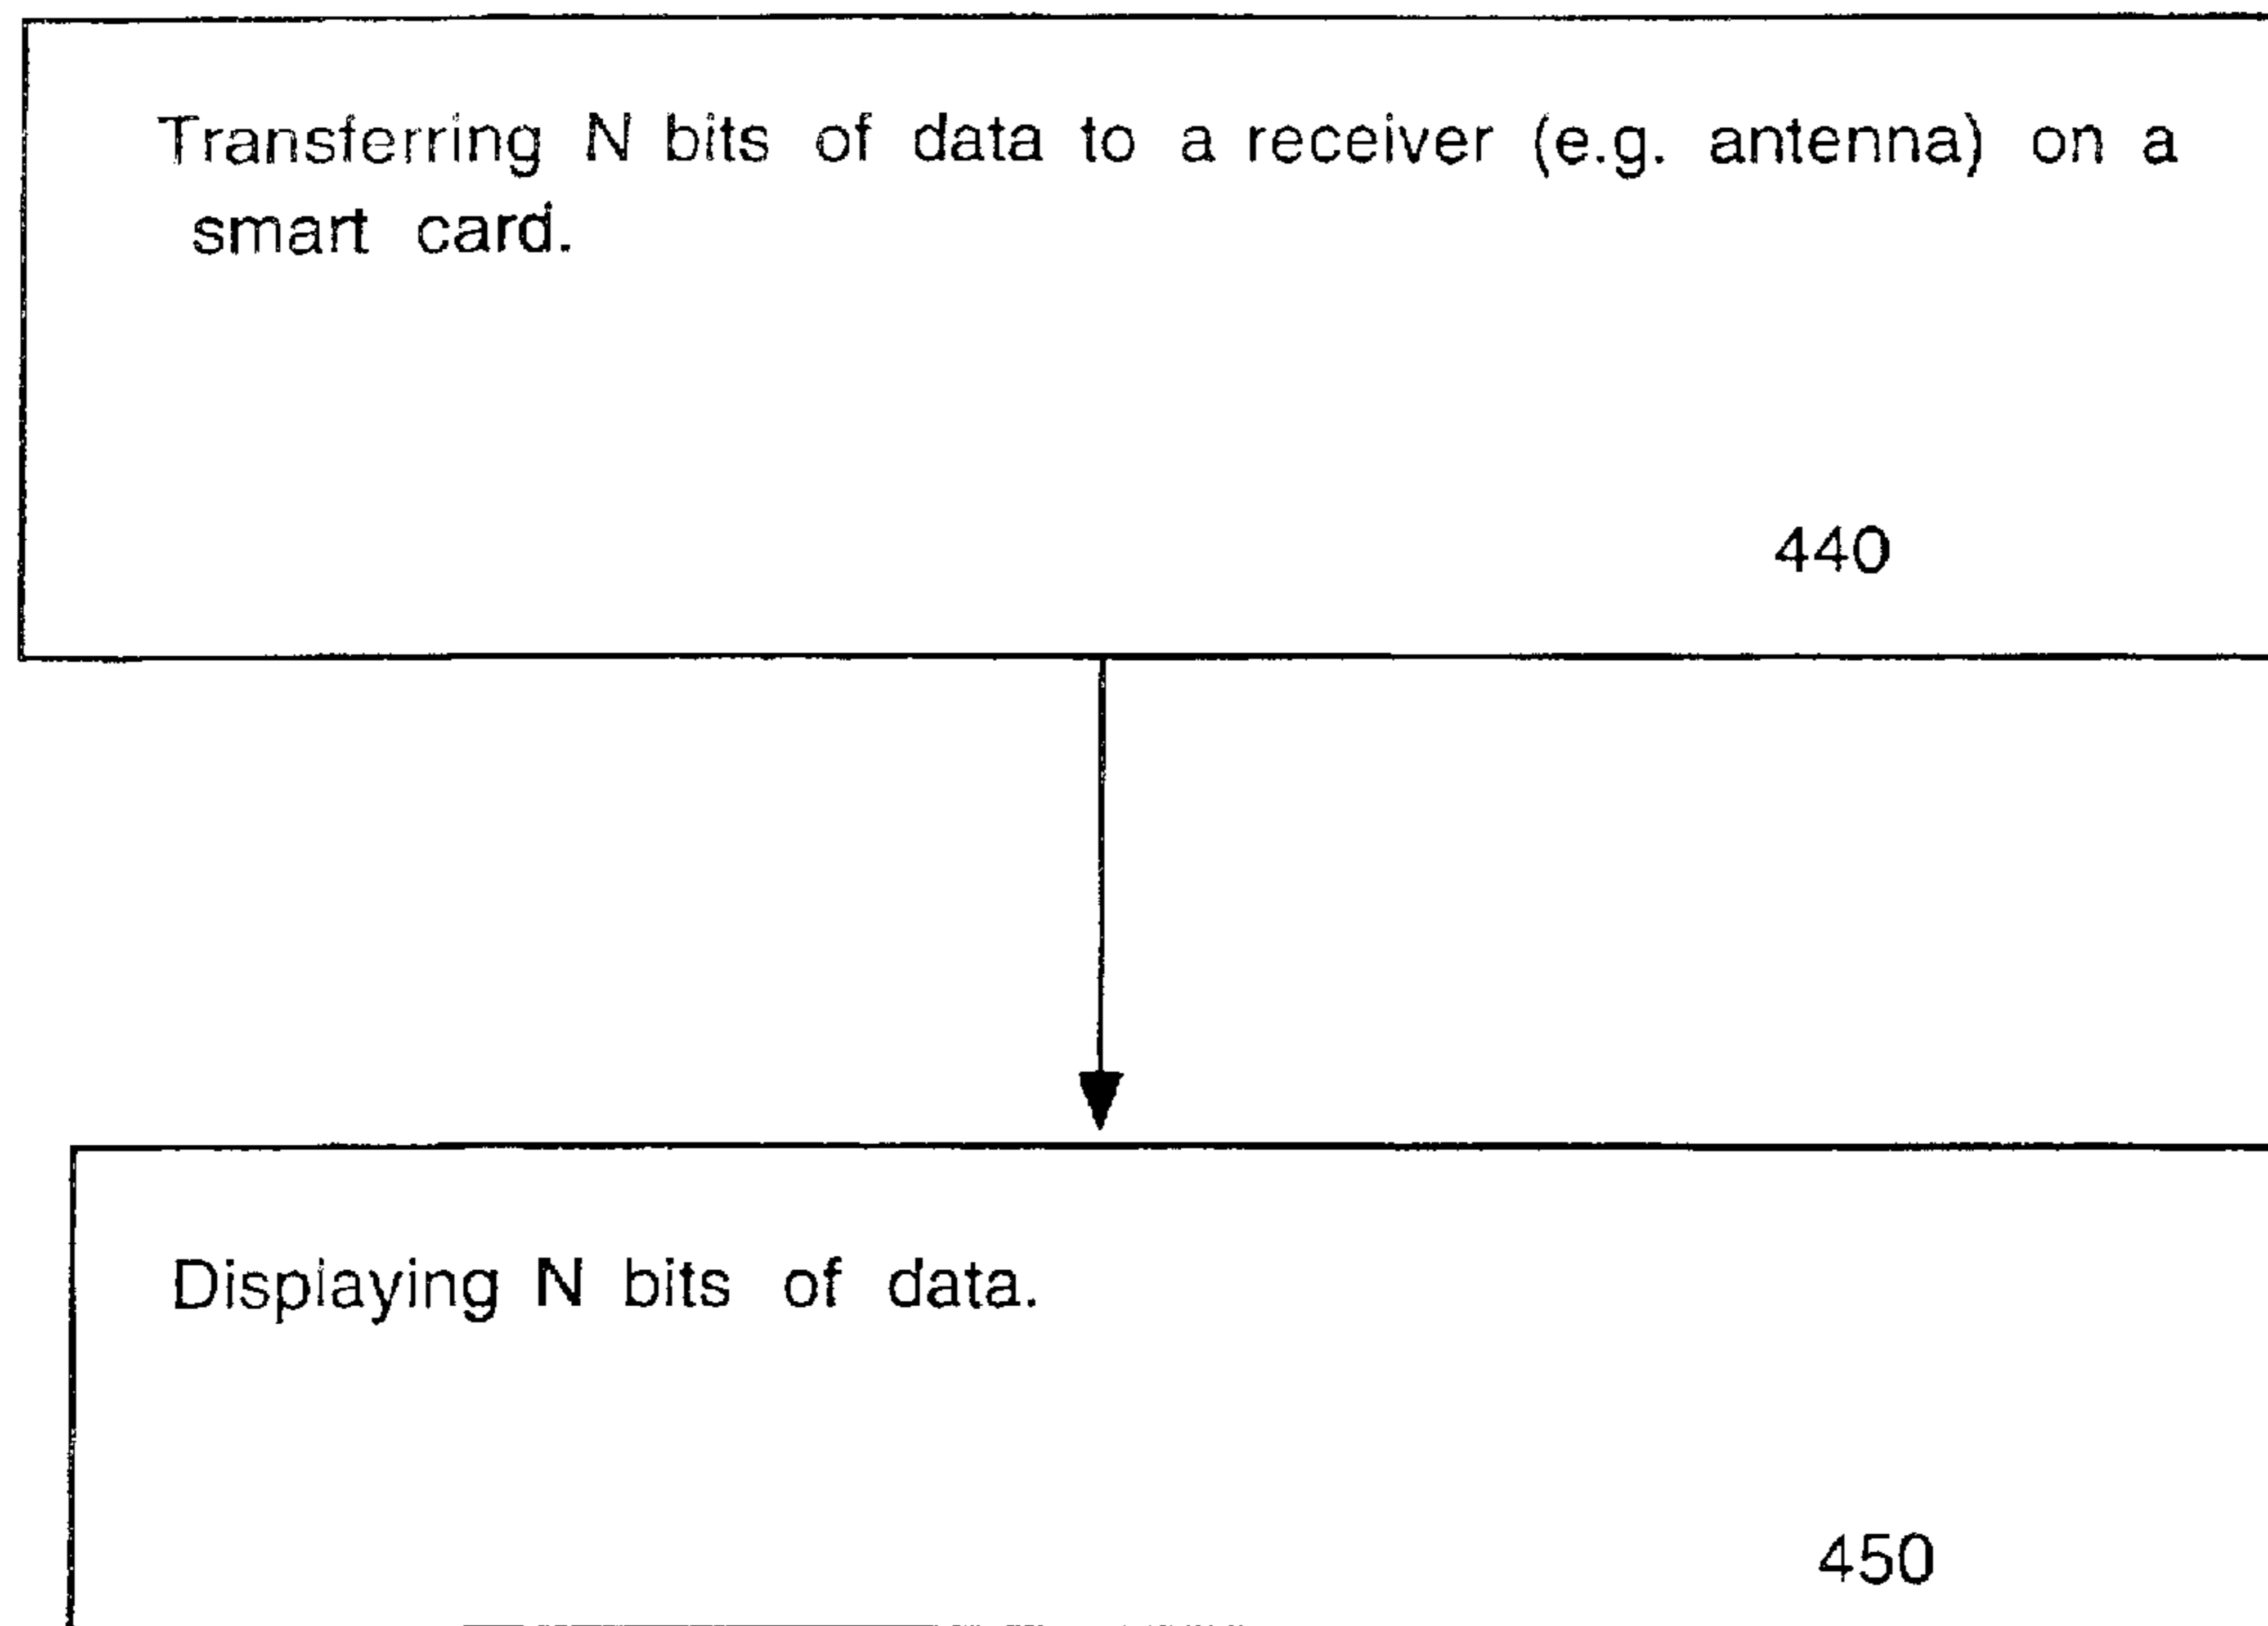 Transferring N bits of data to a receiver (e.g. antenna) on a
smart card.
440
Displaying N bits of data.
450